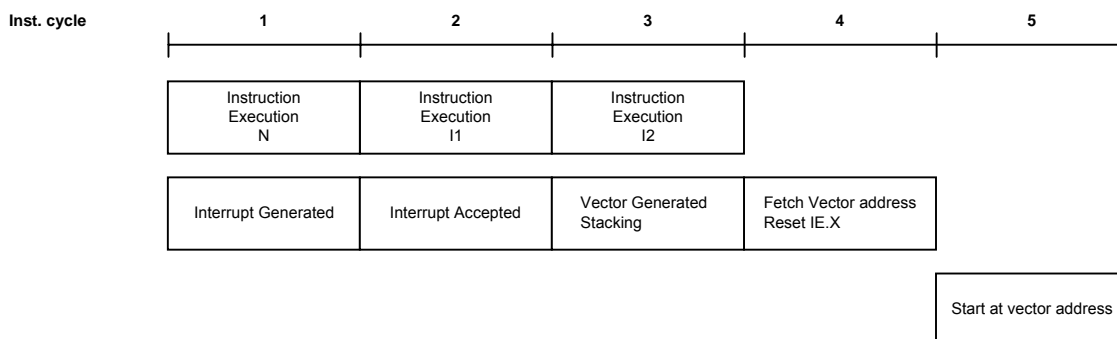 Inst. cycle 1 2 3 4 5
Instruction
Execution
N
Instruction
Execution
I1
Instruction
Execution
I2
Interrupt Generated
Interrupt Accepted
Vector Generated
Stacking
Fetch Vector address
Reset IE.X
Start at vector address